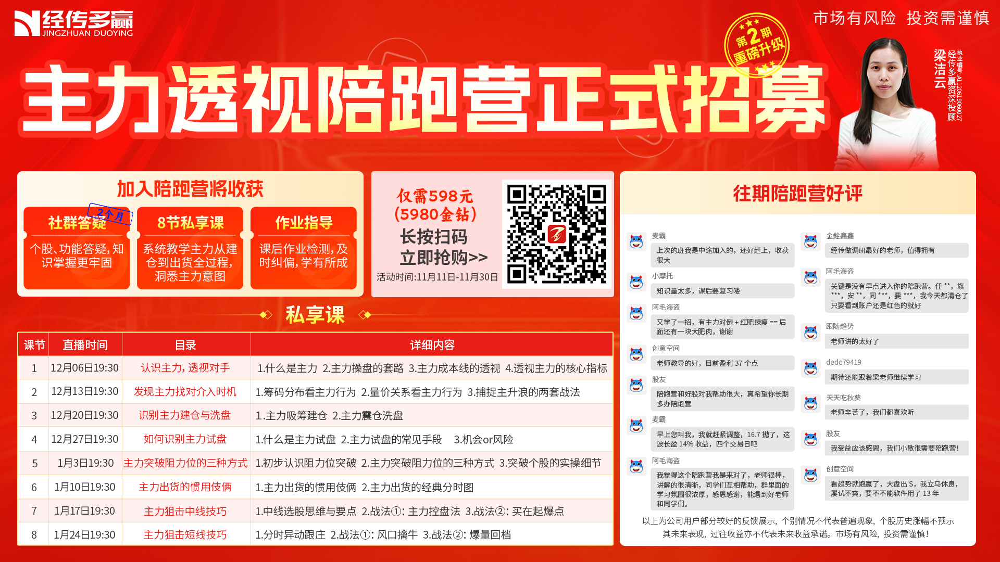 经传多赢
JINGZHUAN DUOYING
市场有风险 投资需谨慎
第2期
重磅升级
主力透视陪跑营正式招募
梁洁云
经传多赢资深投顾
执业编号:A1120619060027
加入陪跑营将收获
社群答疑
2个月
个股、功能答疑,知
识掌握更牢固
8节私享课
系统教学主力从建
仓到出货全过程,
洞悉主力意图
作业指导
课后作业检测,及
时纠偏,学有所成
仅需598元
(5980金钻)
长按扫码
立即抢购>>
活动时间:11月11日-11月30日
私享课
课节 直播时间 目录 详细内容
1 12月06日19:30 认识主力,透视对手 1.什么是主力 2.主力操盘的套路 3.主力成本线的透视 4.透视主力的核心指标
2 12月13日19:30 发现主力找对介入时机 1.筹码分布看主力行为 2.量价关系看主力行为 3.捕捉主升浪的两套战法
3 12月20日19:30 识别主力建仓与洗盘 1.主力吸筹建仓 2.主力震仓洗盘
4 12月27日19:30 如何识别主力试盘 1.什么是主力试盘 2.主力试盘的常见手段 3.机会or风险
5 1月3日19:30 主力突破阻力位的三种方式 1.初步认识阻力位突破 2.主力突破阻力位的三种方式 3.突破个股的实操细节
6 1月10日19:30 主力出货的惯用伎俩 1.主力出货的惯用伎俩 2.主力出货的经典分时图
7 1月17日19:30 主力狙击中线技巧 1.中线选股思维与要点 2.战法①：主力控盘法 3.战法②：买在起爆点
8 1月24日19:30 主力狙击短线技巧 1.分时异动跟庄 2.战法①：风口擒牛 3.战法②：爆量回档
往期陪跑营好评
麦霸
上次的班我是中途加入的，还好赶上，收获
很大
小摩托
知识量太多，课后要复习喽
阿毛海盗
又学了一招，有主力对倒 + 红肥绿瘦 == 后
面还有一块大肥肉，谢谢
创意空间
老师教导的好，目前盈利 37 个点
股友
陪跑营和好股对我帮助很大，真希望你长期
多办陪跑营
麦霸
早上您叫我，我就赶紧调整，16.7 抛了，这
波长盈 14% 收益，四个交易日吧
阿毛海盗
我觉得这个陪跑营我是来对了，老师很棒，
讲解的很清晰，同学们互相帮助，群里面的
学习氛围很浓厚，感恩感谢，能遇到好老师
和同学们。
金銓鑫鑫
经传做调研最好的老师，值得拥有
阿毛海盗
关键是没有早点进入你的陪跑营。任 **，旗
***，安 **，同 ***，要 ***，我今天都清仓了
只要看到账户还是红色的就好
跟随趋势
老师讲的太好了
dede79419
期待还能跟着梁老师继续学习
天天吃秋葵
老师辛苦了，我们都喜欢听
股友
我受益应该感恩，我们小散很需要陪跑营！
创意空间
看趋势就跑赢了，大盘出 S，我立马休息，
屡试不爽，要不不能软件用了 13 年
以上为公司用户部分较好的反馈展示, 个别情况不代表普遍现象, 个股历史涨幅不预示
其未来表现, 过往收益亦不代表未来收益承诺。市场有风险, 投资需谨慎!